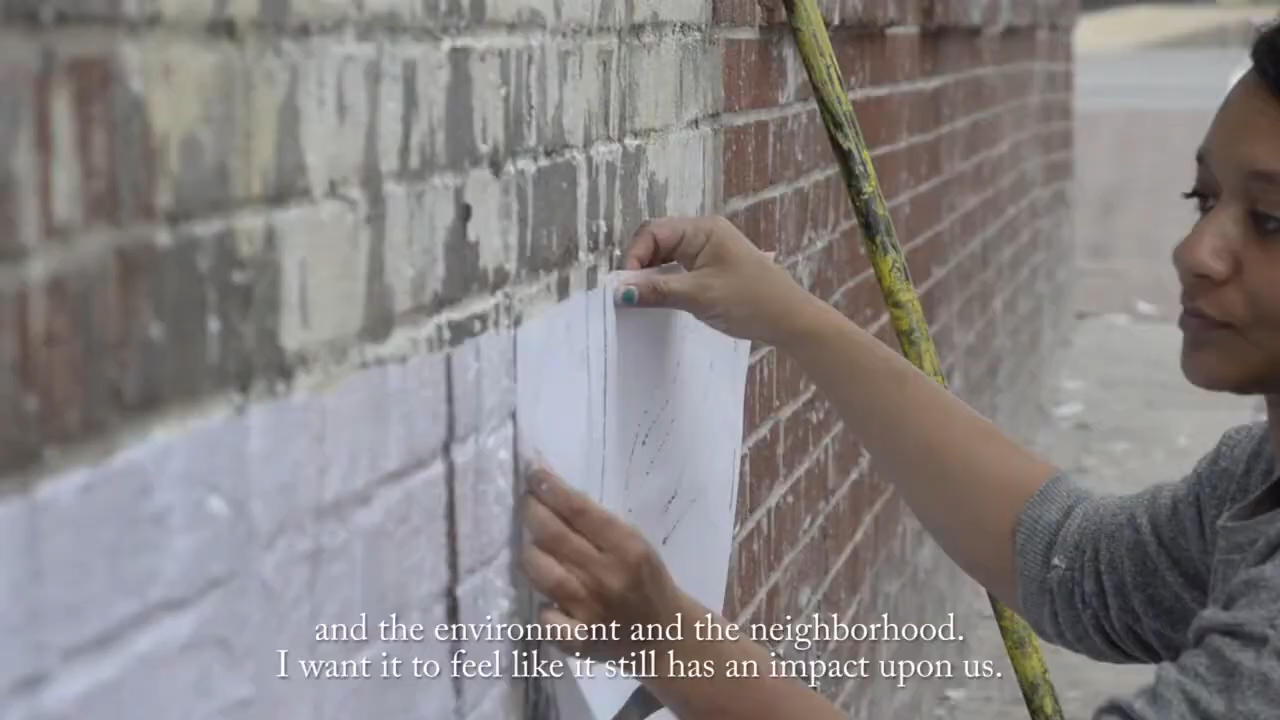 and the environment and the neighborhood.
I want it to feel like it still has an impact upon us.